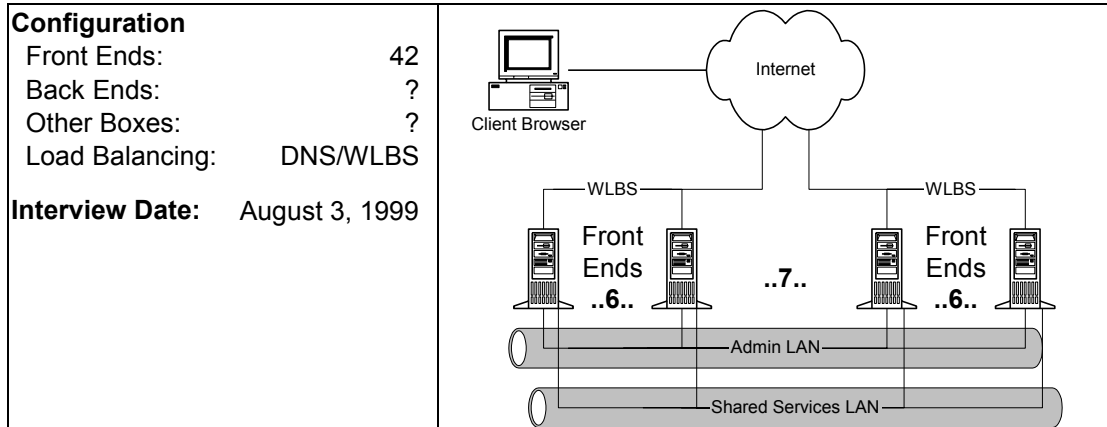 Configuration
Front Ends: 42
Back Ends: ?
Other Boxes: ?
Load Balancing: DNS/WLBS
Interview Date: August 3, 1999
Internet
Client Browser
WLBS
WLBS
Front
Ends
..6..
..7..
Front
Ends
..6..
Admin LAN
Shared Services LAN